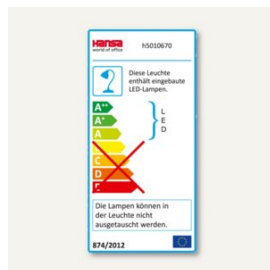 Hansa
world of office
h5010670
Diese Leuchte
enthält eingebaute
LED-Lampen.
A++
A+
A
B
C
D
E
L
E
D
Die Lampen können in
der Leuchte nicht
ausgetauscht werden.
874/2012